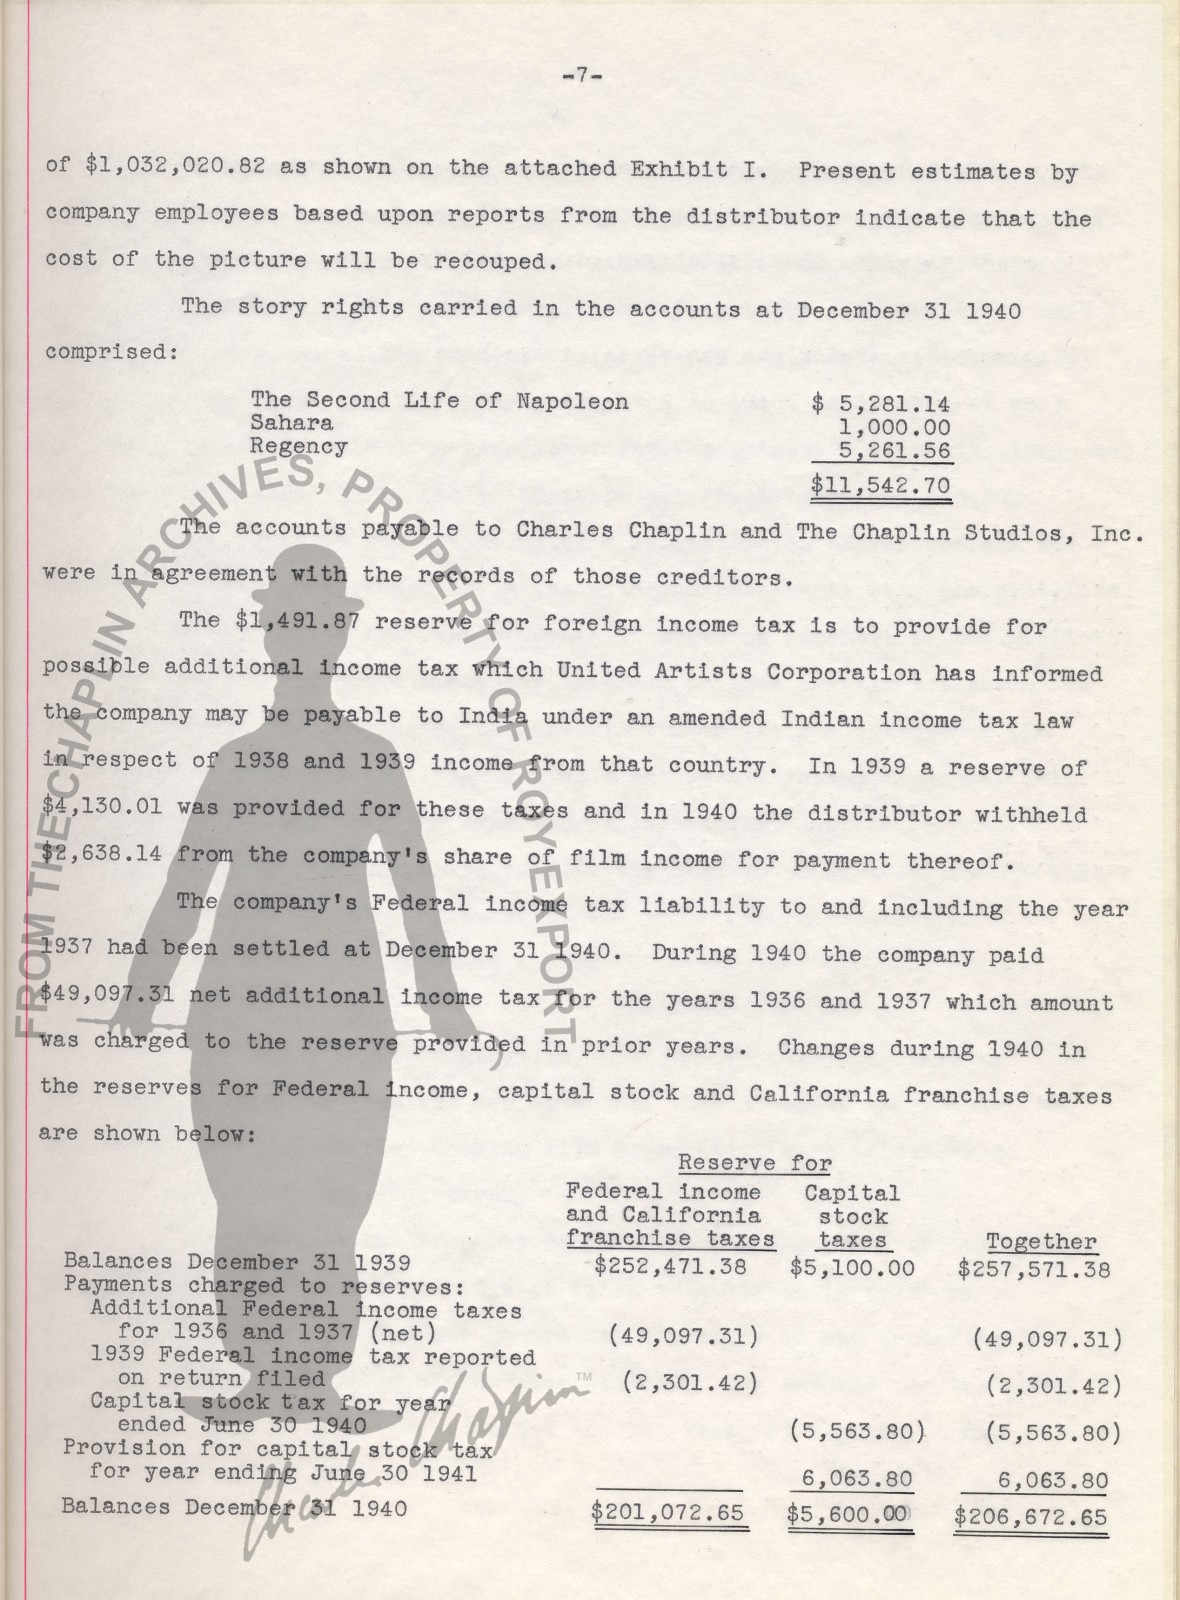 -7-
of $1,032,020.82 as shown on the attached Exhibit I.  Present estimates by
company employees based upon reports from the distributor indicate that the
cost of the picture will be recouped.
The story rights carried in the accounts at December 31 1940
comprised:
The Second Life of Napoleon $ 5,281.14
Sahara 1,000.00
Regency 5,261.56
$11,542.70
The accounts payable to Charles Chaplin and The Chaplin Studios, Inc.
were in agreement with the records of those creditors.
The $1,491.87 reserve for foreign income tax is to provide for
possible additional income tax which United Artists Corporation has informed
the company may be payable to India under an amended Indian income tax law
in respect of 1938 and 1939 income from that country.  In 1939 a reserve of
$4,130.01 was provided for these taxes and in 1940 the distributor withheld
$2,638.14 from the company's share of film income for payment thereof.
The company's Federal income tax liability to and including the year
1937 had been settled at December 31 1940.  During 1940 the company paid
$49,097.31 net additional income tax for the years 1936 and 1937 which amount
was charged to the reserve provided in prior years.  Changes during 1940 in
the reserves for Federal income, capital stock and California franchise taxes
are shown below:
Reserve for
Federal income Capital
and California stock
franchise taxes taxes Together
Balances December 31 1939 $252,471.38 $5,100.00 $257,571.38
Payments charged to reserves:
Additional Federal income taxes
for 1936 and 1937 (net) (49,097.31) (49,097.31)
1939 Federal income tax reported
on return filed (2,301.42) (2,301.42)
Capital stock tax for year
ended June 30 1940 (5,563.80) (5,563.80)
Provision for capital stock tax
for year ending June 30 1941 6,063.80 6,063.80
Balances December 31 1940 $201,072.65 $5,600.00 $206,672.65
FROM THE CHAPLIN ARCHIVES, PROPERTY OF ROY EXPORT
Charles Chaplin TM